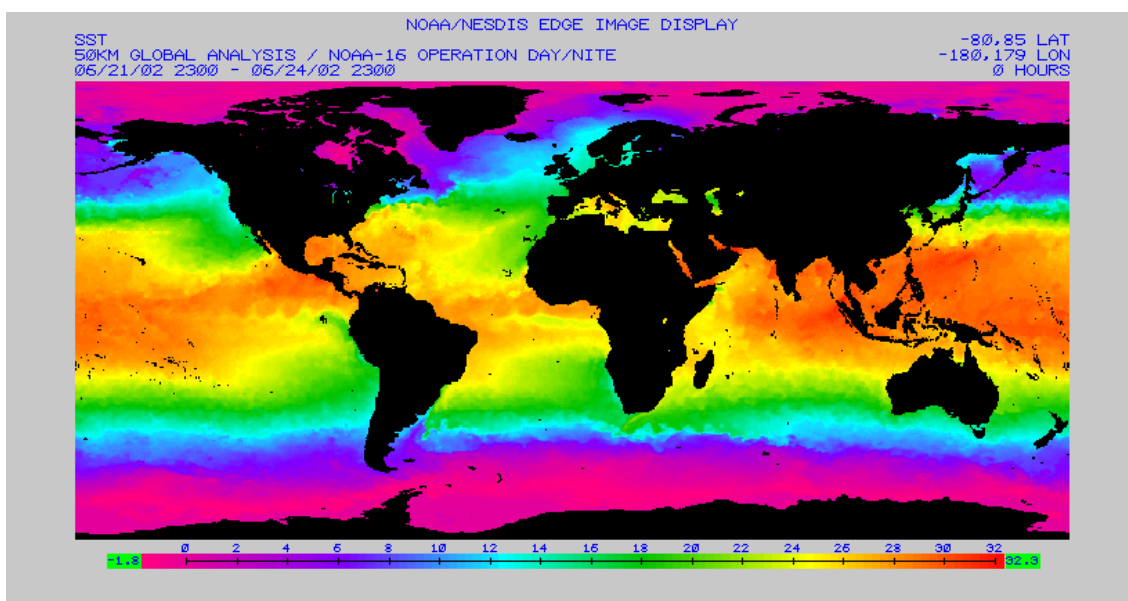 NOAA/NESDIS EDGE IMAGE DISPLAY
SST
-80,85 LAT
50KM GLOBAL ANALYSIS / NOAA-16 OPERATION DAY/NITE
-180,179 LON
06/21/02 2300 - 06/24/02 2300
0 HOURS
0 2 4 6 8 10 12 14 16 18 20 22 24 26 28 30 32
-1.8 32.3